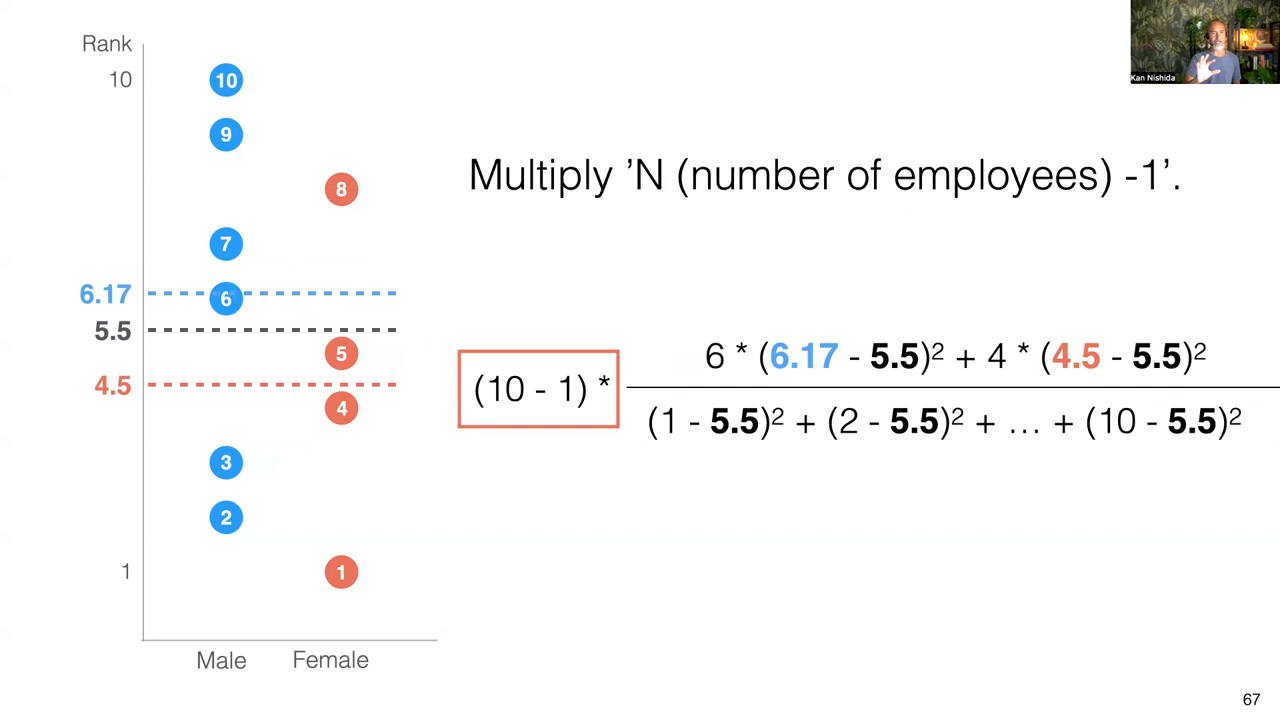 Kan Nishida
Rank
10
10
9
8
7
6.17
6
5.5
5
4.5
4
3
2
1
1
Male Female
Multiply ’N (number of employees) -1’.
(10 - 1) *
6 * (6.17 - 5.5)² + 4 * (4.5 - 5.5)²
(1 - 5.5)² + (2 - 5.5)² + … + (10 - 5.5)²
67